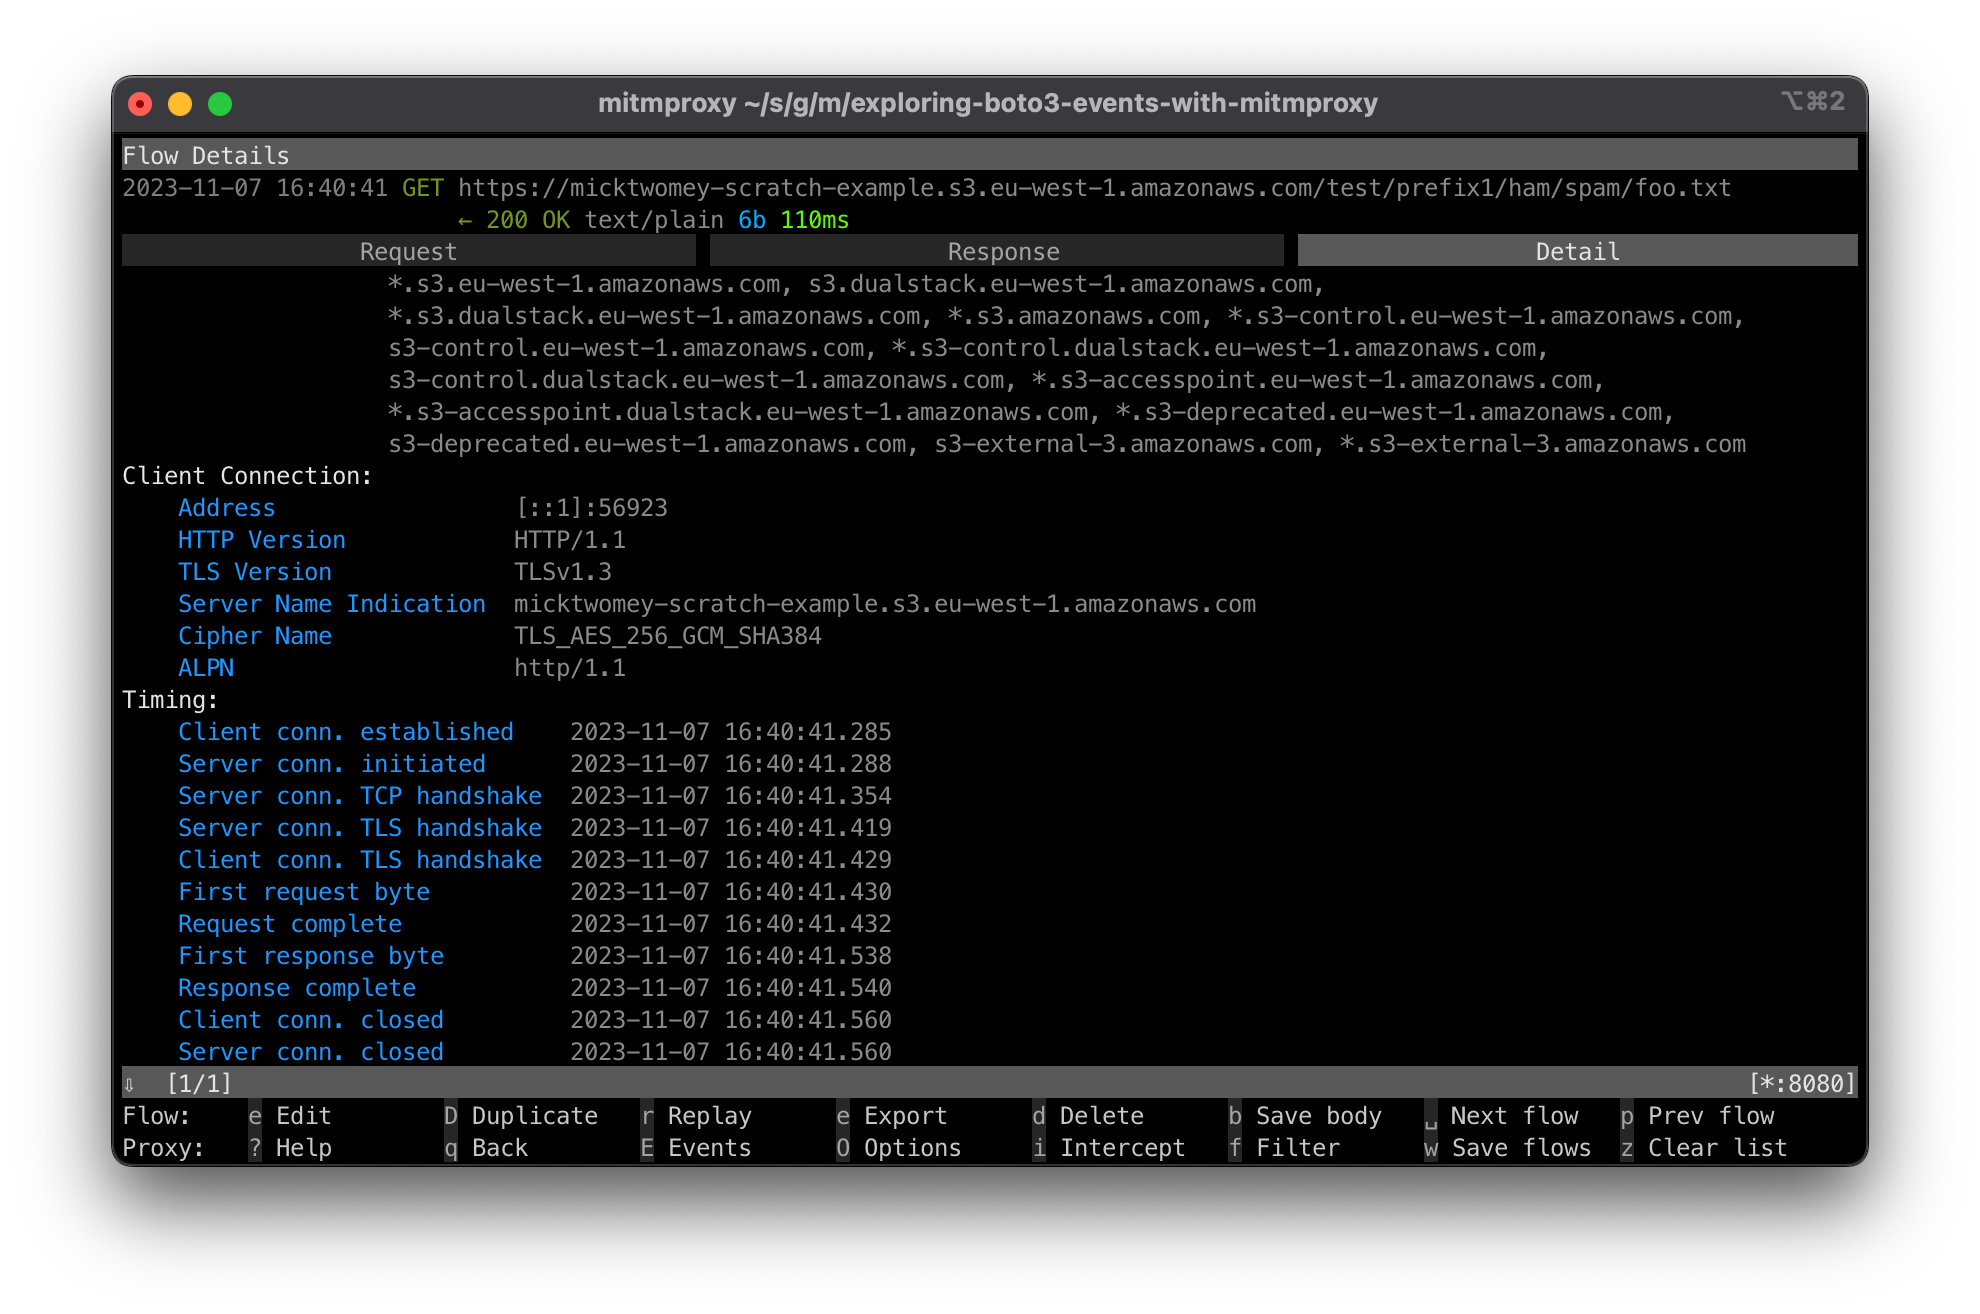 mitmproxy ~/s/g/m/exploring-boto3-events-with-mitmproxy ⌥⌘2
Flow Details
2023-11-07 16:40:41 GET https://micktwomey-scratch-example.s3.eu-west-1.amazonaws.com/test/prefix1/ham/spam/foo.txt
← 200 OK text/plain 6b 110ms
Request Response Detail
*.s3.eu-west-1.amazonaws.com, s3.dualstack.eu-west-1.amazonaws.com,
*.s3.dualstack.eu-west-1.amazonaws.com, *.s3.amazonaws.com, *.s3-control.eu-west-1.amazonaws.com,
s3-control.eu-west-1.amazonaws.com, *.s3-control.dualstack.eu-west-1.amazonaws.com,
s3-control.dualstack.eu-west-1.amazonaws.com, *.s3-accesspoint.eu-west-1.amazonaws.com,
*.s3-accesspoint.dualstack.eu-west-1.amazonaws.com, *.s3-deprecated.eu-west-1.amazonaws.com,
s3-deprecated.eu-west-1.amazonaws.com, s3-external-3.amazonaws.com, *.s3-external-3.amazonaws.com
Client Connection:
Address [::1]:56923
HTTP Version HTTP/1.1
TLS Version TLSv1.3
Server Name Indication micktwomey-scratch-example.s3.eu-west-1.amazonaws.com
Cipher Name TLS_AES_256_GCM_SHA384
ALPN http/1.1
Timing:
Client conn. established 2023-11-07 16:40:41.285
Server conn. initiated 2023-11-07 16:40:41.288
Server conn. TCP handshake 2023-11-07 16:40:41.354
Server conn. TLS handshake 2023-11-07 16:40:41.419
Client conn. TLS handshake 2023-11-07 16:40:41.429
First request byte 2023-11-07 16:40:41.430
Request complete 2023-11-07 16:40:41.432
First response byte 2023-11-07 16:40:41.538
Response complete 2023-11-07 16:40:41.540
Client conn. closed 2023-11-07 16:40:41.560
Server conn. closed 2023-11-07 16:40:41.560
⇩ [1/1] [*:8080]
Flow: e Edit D Duplicate r Replay e Export d Delete b Save body ␣ Next flow p Prev flow
Proxy: ? Help q Back E Events O Options i Intercept f Filter w Save flows z Clear list